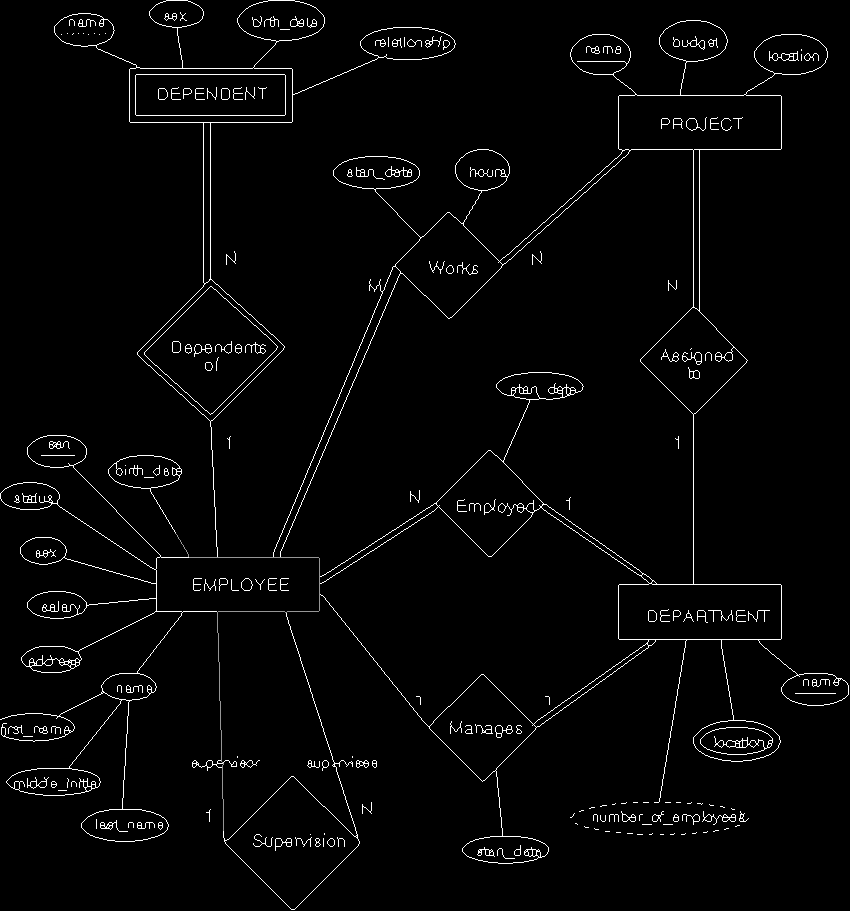 name
sex
birth_date
relationship
DEPENDENT
name
budget
location
PROJECT
start_date
hours
Works
M
N
N
N
Dependents
of
Assigned
to
1
1
start_date
ssn
birth_date
status
sex
salary
address
EMPLOYEE
N
Employed
1
DEPARTMENT
name
first_name
middle_initial
last_name
supervisor
supervisee
1
N
Supervision
1
1
Manages
start_date
name
locations
number_of_employees